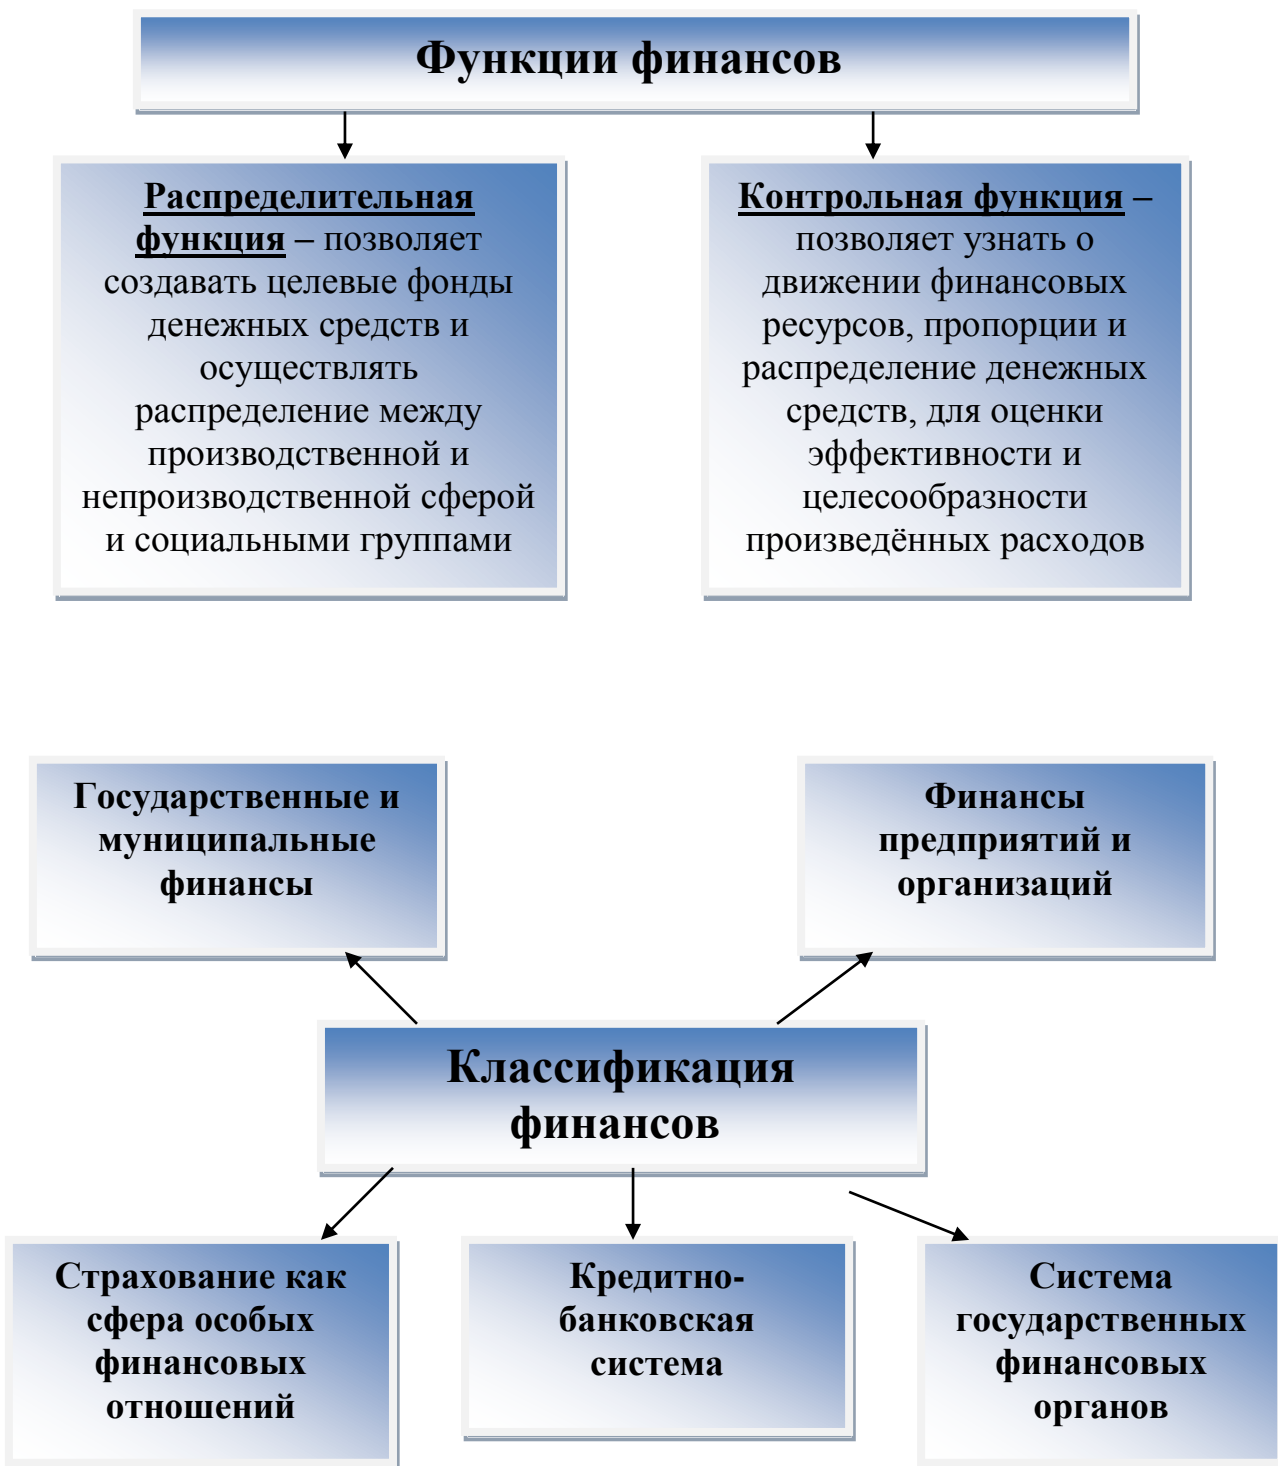 Функции финансов
Распределительная
функция – позволяет
создавать целевые фонды
денежных средств и
осуществлять
распределение между
производственной и
непроизводственной сферой
и социальными группами
Контрольная функция –
позволяет узнать о
движении финансовых
ресурсов, пропорции и
распределение денежных
средств, для оценки
эффективности и
целесообразности
произведённых расходов
Государственные и
муниципальные
финансы
Финансы
предприятий и
организаций
Классификация
финансов
Страхование как
сфера особых
финансовых
отношений
Кредитно-
банковская
система
Система
государственных
финансовых
органов